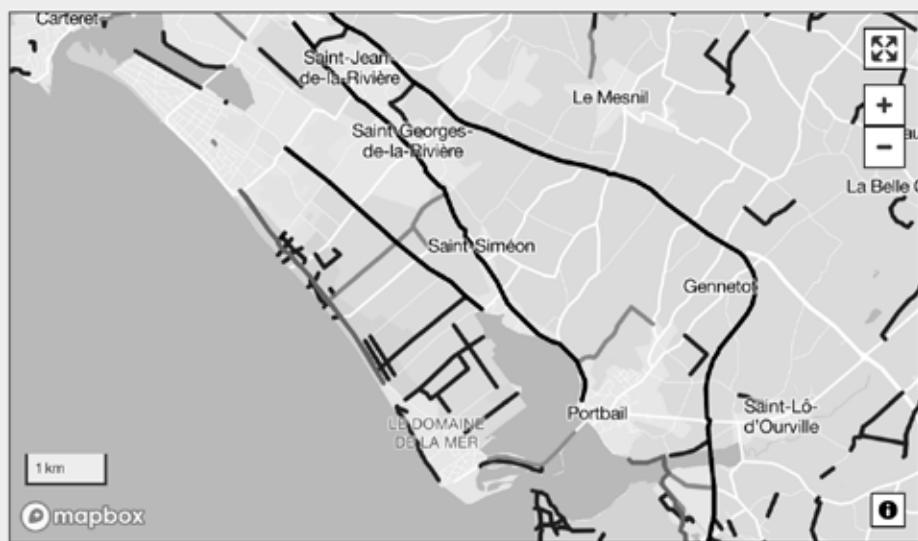 Carteret
Saint-Jean
de-la-Rivière
Le Mesnil
Saint Georges-
de-la-Rivière
+
−
au
La Belle C
Saint-Siméon
Gennetot
Saint-Lô-
d'Ourville
Portbail
LE DOMAINE
DE LA MER
1 km
mapbox
i